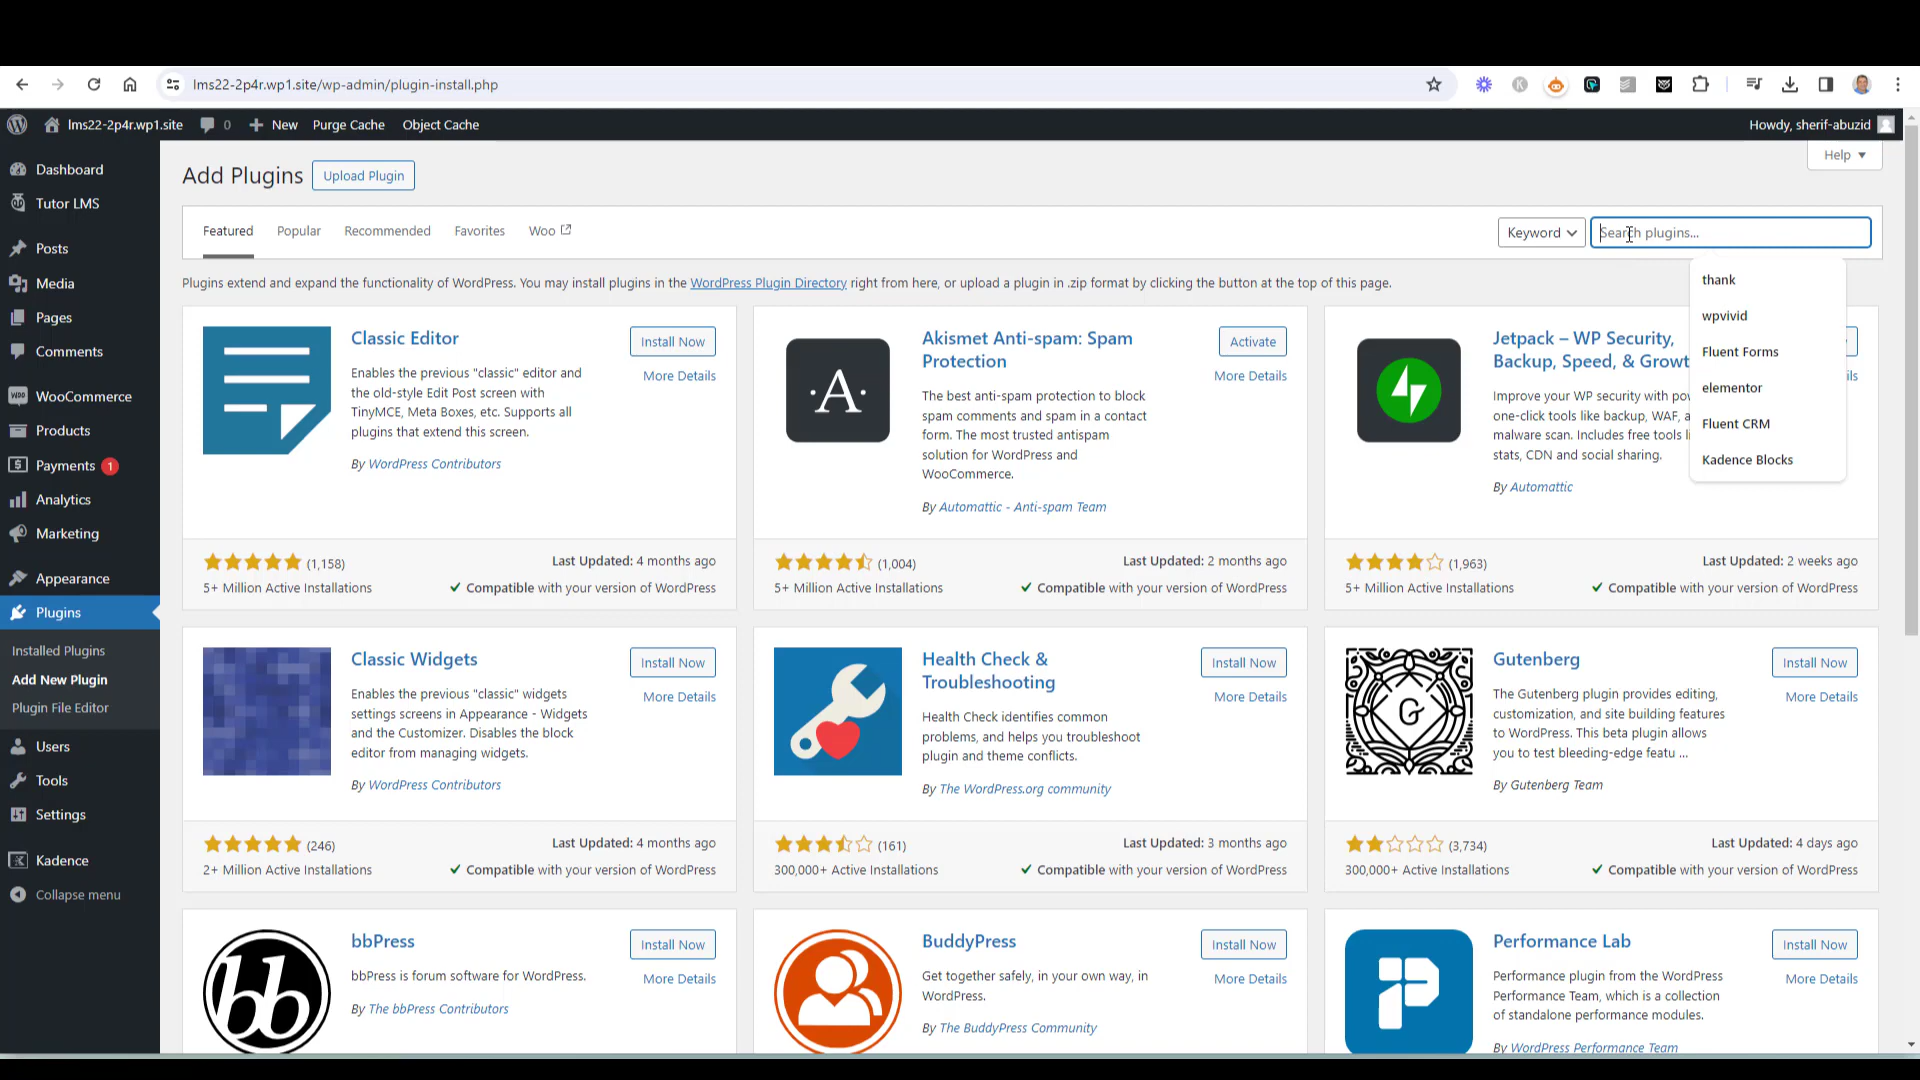 lms22-2p4r.wp1.site/wp-admin/plugin-install.php
lms22-2p4r.wp1.site
0
New
Purge Cache
Object Cache
Howdy, sherif-abuzid
Dashboard
Tutor LMS
Posts
Media
Pages
Comments
WooCommerce
Products
Payments 1
Analytics
Marketing
Appearance
Plugins
Installed Plugins
Add New Plugin
Plugin File Editor
Users
Tools
Settings
Kadence
Collapse menu
Help
Add Plugins
Upload Plugin
Featured
Popular
Recommended
Favorites
Woo
Keyword
Search plugins...
thank
wpvivid
Fluent Forms
elementor
Fluent CRM
Kadence Blocks
Plugins extend and expand the functionality of WordPress. You may install plugins in the WordPress Plugin Directory right from here, or upload a plugin in .zip format by clicking the button at the top of this page.
Classic Editor
Install Now
More Details
Enables the previous "classic" editor and
the old-style Edit Post screen with
TinyMCE, Meta Boxes, etc. Supports all
plugins that extend this screen.
By WordPress Contributors
(1,158)
Last Updated: 4 months ago
5+ Million Active Installations
Compatible with your version of WordPress
·A·
Akismet Anti-spam: Spam
Protection
Activate
More Details
The best anti-spam protection to block
spam comments and spam in a contact
form. The most trusted antispam
solution for WordPress and
WooCommerce.
By Automattic - Anti-spam Team
(1,004)
Last Updated: 2 months ago
5+ Million Active Installations
Compatible with your version of WordPress
Jetpack – WP Security,
Backup, Speed, & Growt
Improve your WP security with pow
one-click tools like backup, WAF, a
malware scan. Includes free tools li
stats, CDN and social sharing.
By Automattic
(1,963)
Last Updated: 2 weeks ago
5+ Million Active Installations
Compatible with your version of WordPress
Classic Widgets
Install Now
More Details
Enables the previous "classic" widgets
settings screens in Appearance - Widgets
and the Customizer. Disables the block
editor from managing widgets.
By WordPress Contributors
(246)
Last Updated: 4 months ago
2+ Million Active Installations
Compatible with your version of WordPress
Health Check &
Troubleshooting
Install Now
More Details
Health Check identifies common
problems, and helps you troubleshoot
plugin and theme conflicts.
By The WordPress.org community
(161)
Last Updated: 3 months ago
300,000+ Active Installations
Compatible with your version of WordPress
G
Gutenberg
Install Now
More Details
The Gutenberg plugin provides editing,
customization, and site building features
to WordPress. This beta plugin allows
you to test bleeding-edge featu ...
By Gutenberg Team
(3,734)
Last Updated: 4 days ago
300,000+ Active Installations
Compatible with your version of WordPress
bb
bbPress
Install Now
More Details
bbPress is forum software for WordPress.
By The bbPress Contributors
BuddyPress
Install Now
More Details
Get together safely, in your own way, in
WordPress.
By The BuddyPress Community
Performance Lab
Install Now
More Details
Performance plugin from the WordPress
Performance Team, which is a collection
of standalone performance modules.
By WordPress Performance Team